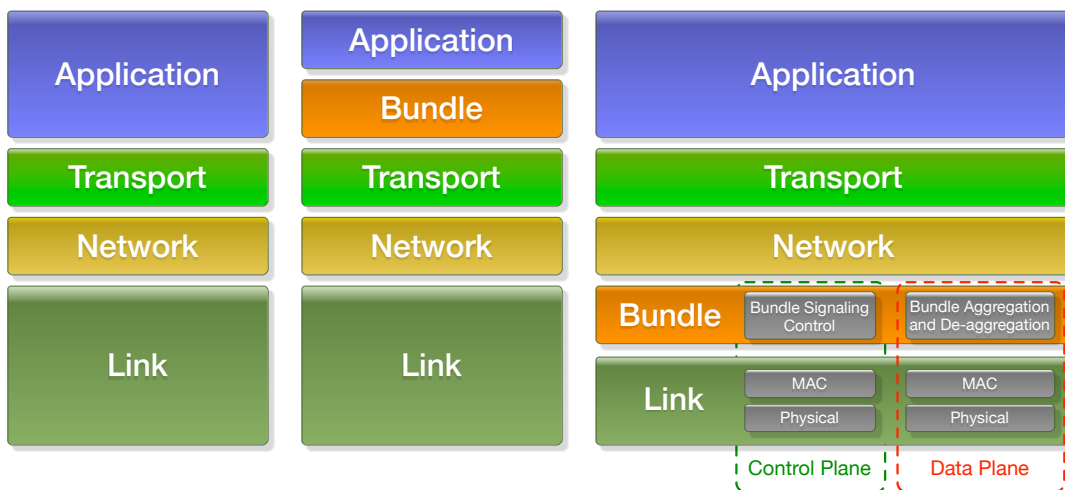 Application
Transport
Network
Link
Application
Bundle
Transport
Network
Link
Application
Transport
Network
Bundle
Bundle Signaling
Control
Bundle Aggregation
and De-aggregation
Link
MAC
Physical
MAC
Physical
Control Plane
Data Plane